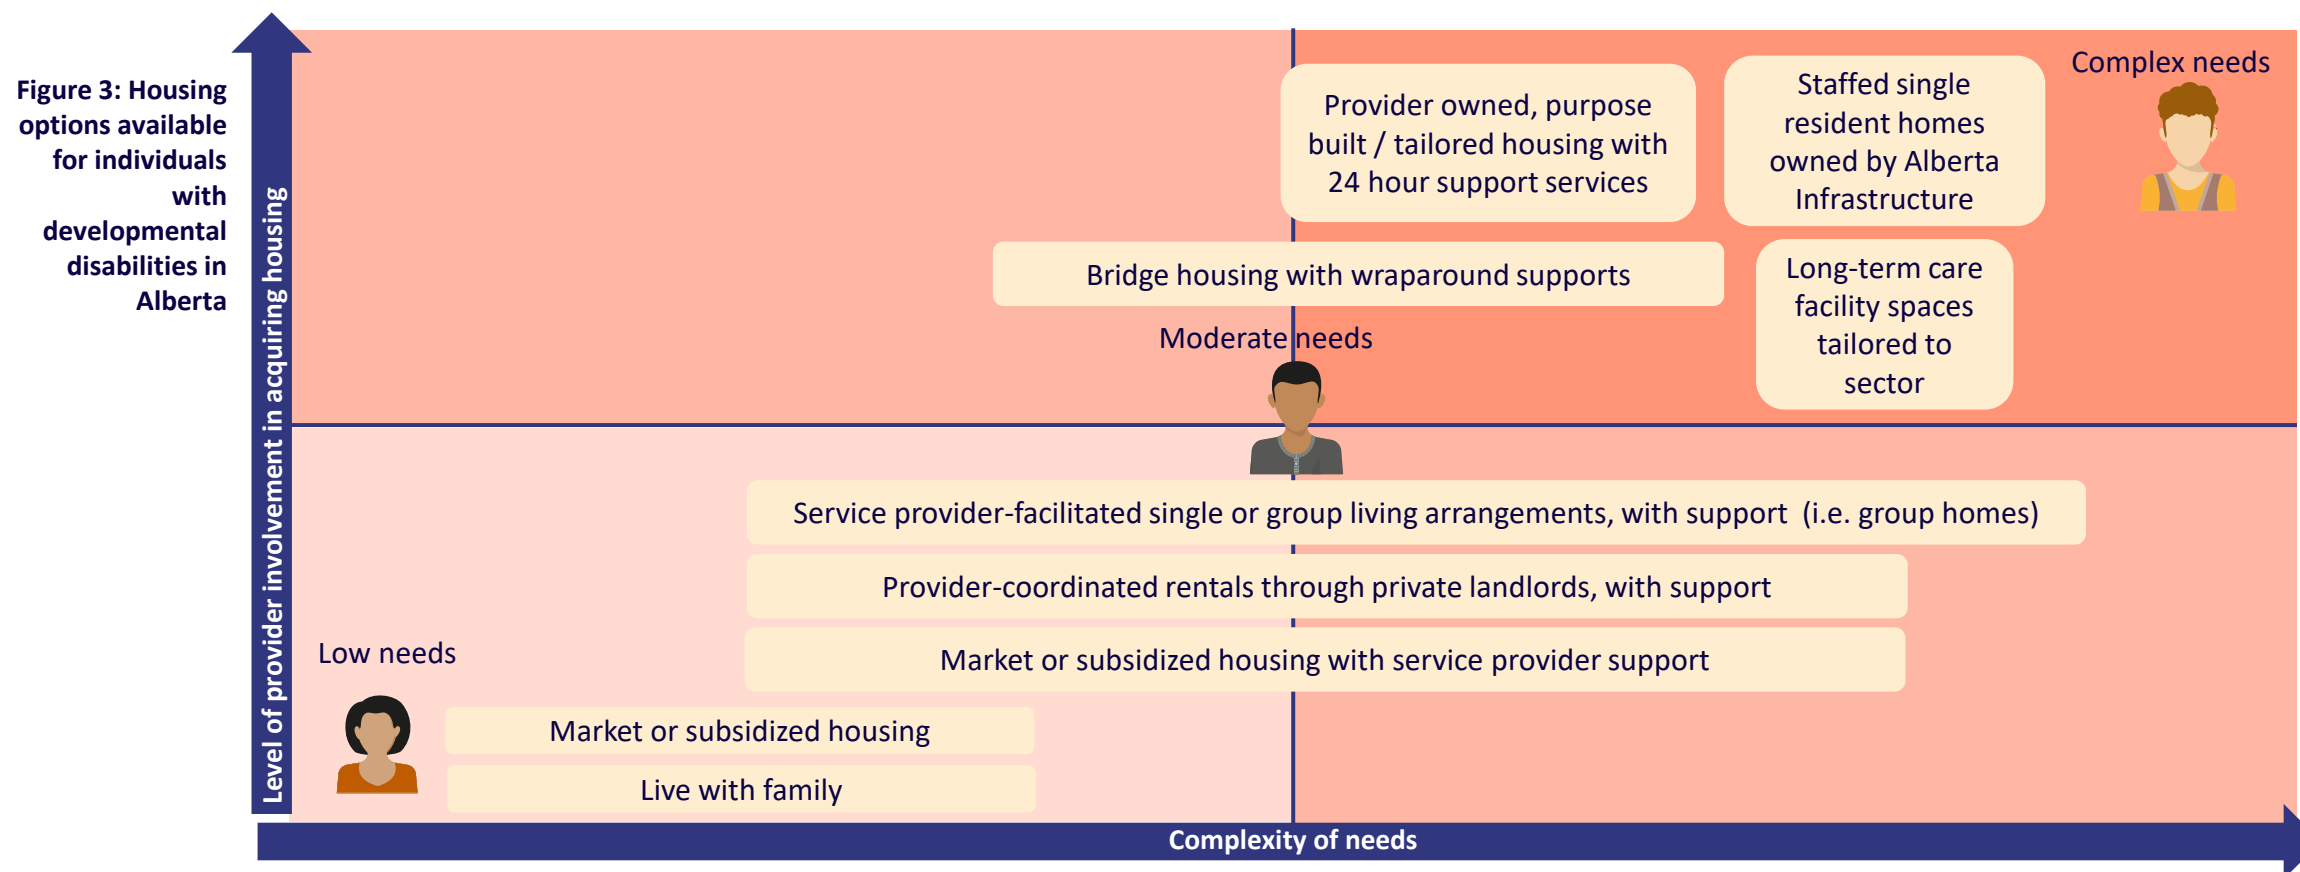 Figure 3: Housing
options available
for individuals
with
developmental
disabilities in
Alberta
Level of provider involvement in acquiring housing
Complex needs
Provider owned, purpose
built / tailored housing with
24 hour support services
Staffed single
resident homes
owned by Alberta
Infrastructure
Bridge housing with wraparound supports
Long-term care
facility spaces
tailored to
sector
Moderate needs
Service provider-facilitated single or group living arrangements, with support  (i.e. group homes)
Provider-coordinated rentals through private landlords, with support
Market or subsidized housing with service provider support
Low needs
Market or subsidized housing
Live with family
Complexity of needs